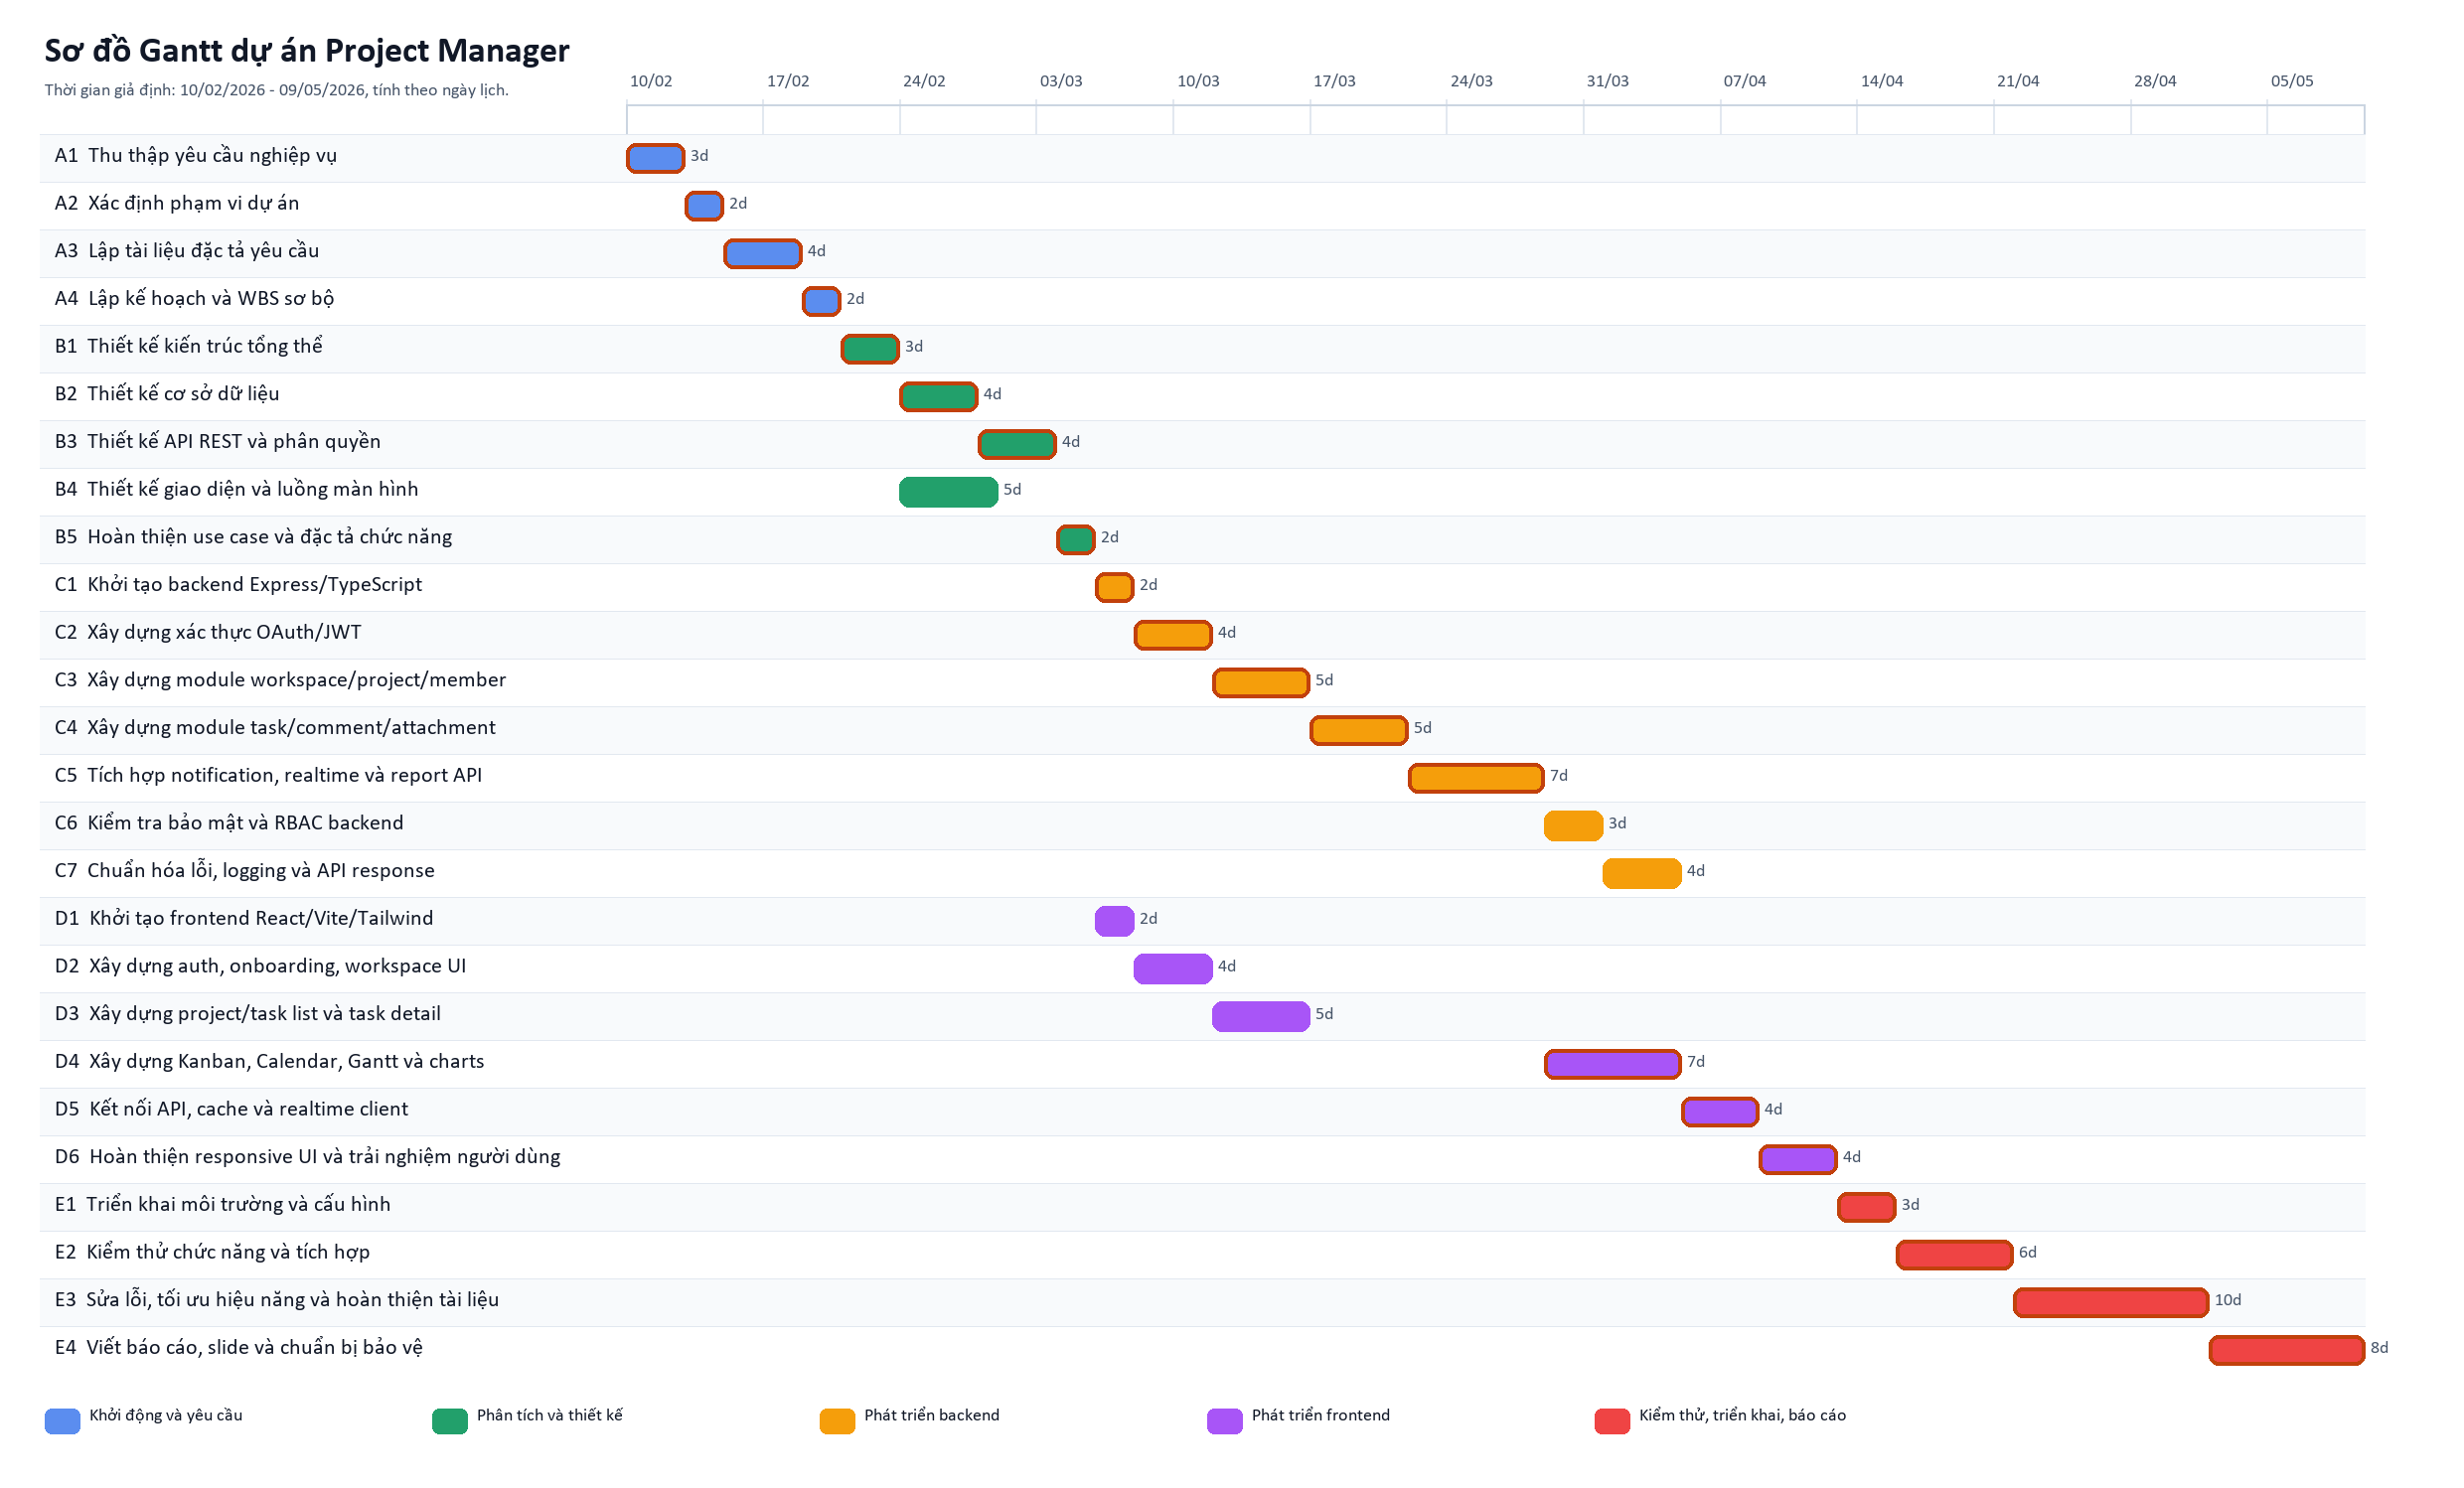 Sơ đồ Gantt dự án Project Manager
Thời gian giả định: 10/02/2026 - 09/05/2026, tính theo ngày lịch.
10/02 17/02 24/02 03/03 10/03 17/03 24/03 31/03 07/04 14/04 21/04 28/04 05/05
A1 Thu thập yêu cầu nghiệp vụ 3d
A2 Xác định phạm vi dự án 2d
A3 Lập tài liệu đặc tả yêu cầu 4d
A4 Lập kế hoạch và WBS sơ bộ 2d
B1 Thiết kế kiến trúc tổng thể 3d
B2 Thiết kế cơ sở dữ liệu 4d
B3 Thiết kế API REST và phân quyền 4d
B4 Thiết kế giao diện và luồng màn hình 5d
B5 Hoàn thiện use case và đặc tả chức năng 2d
C1 Khởi tạo backend Express/TypeScript 2d
C2 Xây dựng xác thực OAuth/JWT 4d
C3 Xây dựng module workspace/project/member 5d
C4 Xây dựng module task/comment/attachment 5d
C5 Tích hợp notification, realtime và report API 7d
C6 Kiểm tra bảo mật và RBAC backend 3d
C7 Chuẩn hóa lỗi, logging và API response 4d
D1 Khởi tạo frontend React/Vite/Tailwind 2d
D2 Xây dựng auth, onboarding, workspace UI 4d
D3 Xây dựng project/task list và task detail 5d
D4 Xây dựng Kanban, Calendar, Gantt và charts 7d
D5 Kết nối API, cache và realtime client 4d
D6 Hoàn thiện responsive UI và trải nghiệm người dùng 4d
E1 Triển khai môi trường và cấu hình 3d
E2 Kiểm thử chức năng và tích hợp 6d
E3 Sửa lỗi, tối ưu hiệu năng và hoàn thiện tài liệu 10d
E4 Viết báo cáo, slide và chuẩn bị bảo vệ 8d
Khởi động và yêu cầu Phân tích và thiết kế Phát triển backend Phát triển frontend Kiểm thử, triển khai, báo cáo